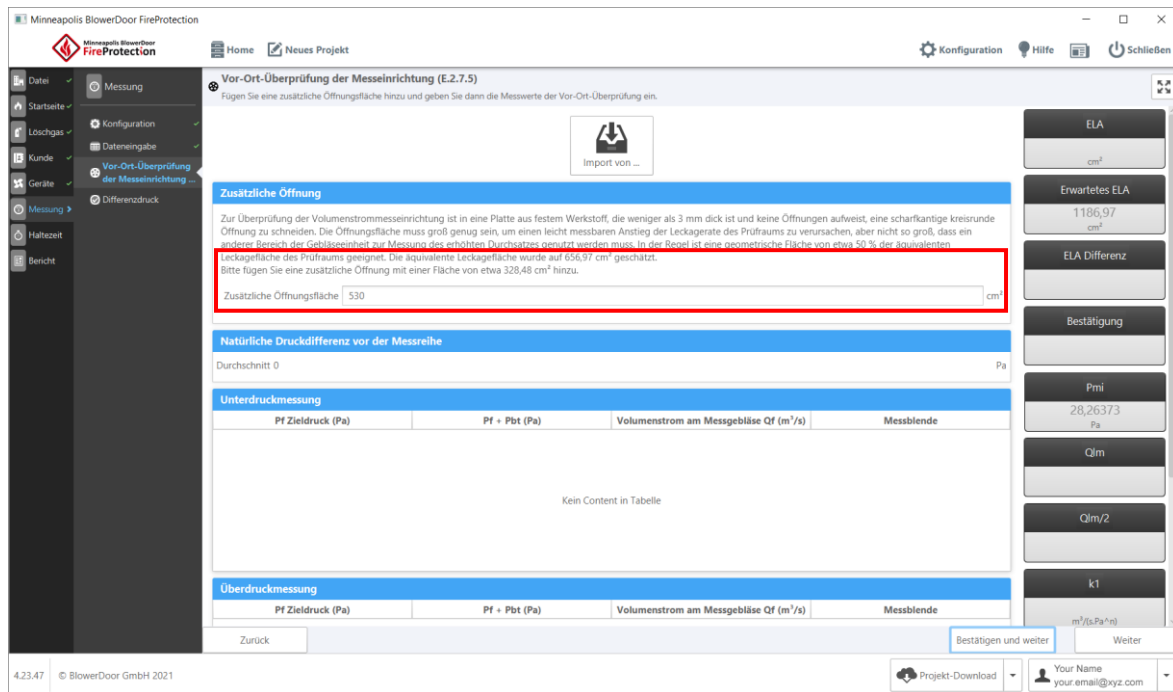 Minneapolis BlowerDoor FireProtection
Minneapolis BlowerDoor
FireProtection
Home
Neues Projekt
Konfiguration
Hilfe
Schließen
Datei
Startseite
Löschgas
Kunde
Geräte
Messung
Haltezeit
Bericht
Messung
Konfiguration
Dateneingabe
Vor-Ort-Überprüfung
der Messeinrichtung ...
Differenzdruck
Vor-Ort-Überprüfung der Messeinrichtung (E.2.7.5)
Fügen Sie eine zusätzliche Öffnungsfläche hinzu und geben Sie dann die Messwerte der Vor-Ort-Überprüfung ein.
Import von ...
Zusätzliche Öffnung
Zur Überprüfung der Volumenstrommesseinrichtung ist in eine Platte aus festem Werkstoff, die weniger als 3 mm dick ist und keine Öffnungen aufweist, eine scharfkantige kreisrunde
Öffnung zu schneiden. Die Öffnungsfläche muss groß genug sein, um einen leicht messbaren Anstieg der Leckagerate des Prüfraums zu verursachen, aber nicht so groß, dass ein
anderer Bereich der Gebläseeinheit zur Messung des erhöhten Durchsatzes genutzt werden muss. In der Regel ist eine geometrische Fläche von etwa 50 % der äquivalenten
Leckagefläche des Prüfraums geeignet. Die äquivalente Leckagefläche wurde auf 656,97 cm² geschätzt.
Bitte fügen Sie eine zusätzliche Öffnung mit einer Fläche von etwa 328,48 cm² hinzu.
Zusätzliche Öffnungsfläche 530 cm²
Natürliche Druckdifferenz vor der Messreihe
Durchschnitt 0 Pa
Unterdruckmessung
Pf Zieldruck (Pa) Pf + Pbt (Pa) Volumenstrom am Messgebläse Qf (m³/s) Messblende
Kein Content in Tabelle
Überdruckmessung
Pf Zieldruck (Pa) Pf + Pbt (Pa) Volumenstrom am Messgebläse Qf (m³/s) Messblende
ELA
cm²
Erwartetes ELA
1186,97
cm²
ELA Differenz
Bestätigung
Pmi
28,26373
Pa
Qlm
Qlm/2
k1
m³/(s.Pa^n)
Zurück
Bestätigen und weiter
Weiter
4.23.47 © BlowerDoor GmbH 2021
Projekt-Download
Your Name
your.email@xyz.com